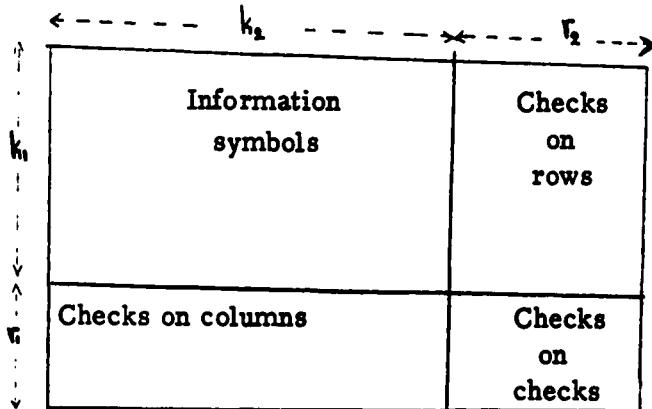 k₂ r₂
Information symbols
Checks on rows
k₁
Checks on columns
Checks on checks
r₁